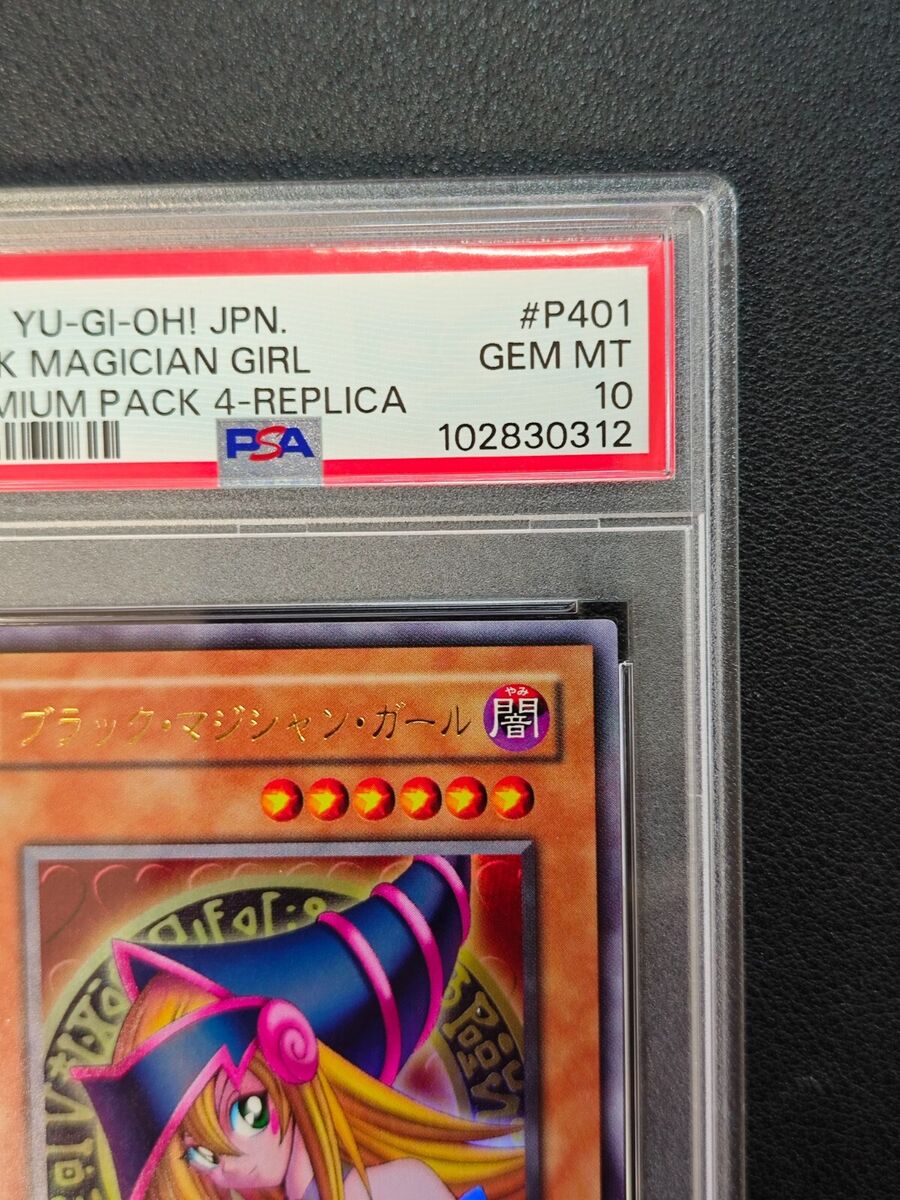 YU-GI-OH! JPN.
#P401
K MAGICIAN GIRL
GEM MT
MIUM PACK 4-REPLICA
10
PSA
102830312
ブラック・マジシャン・ガール
やみ
闇